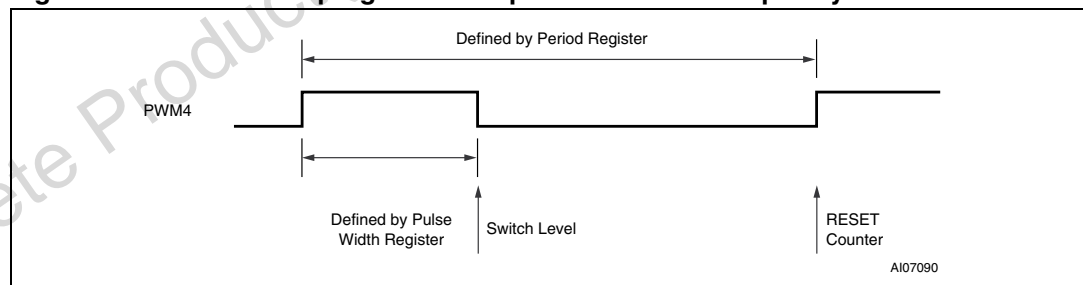 Defined by Period Register
PWM4
Defined by Pulse
Width Register
Switch Level
RESET
Counter
AI07090